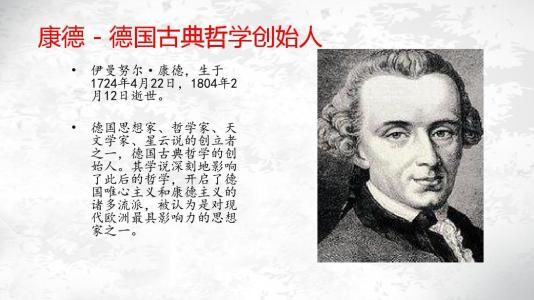 康德 - 德国古典哲学创始人
• 伊曼努尔·康德，生于
1724年4月22日，1804年2
月12日逝世。
• 德国思想家、哲学家、天
文学家、星云说的创立者
之一，德国古典哲学的创
始人。其学说深刻地影响
了此后的哲学，开启了德
国唯心主义和康德主义的
诸多流派，被认为是对现
代欧洲最具影响力的思想
家之一。